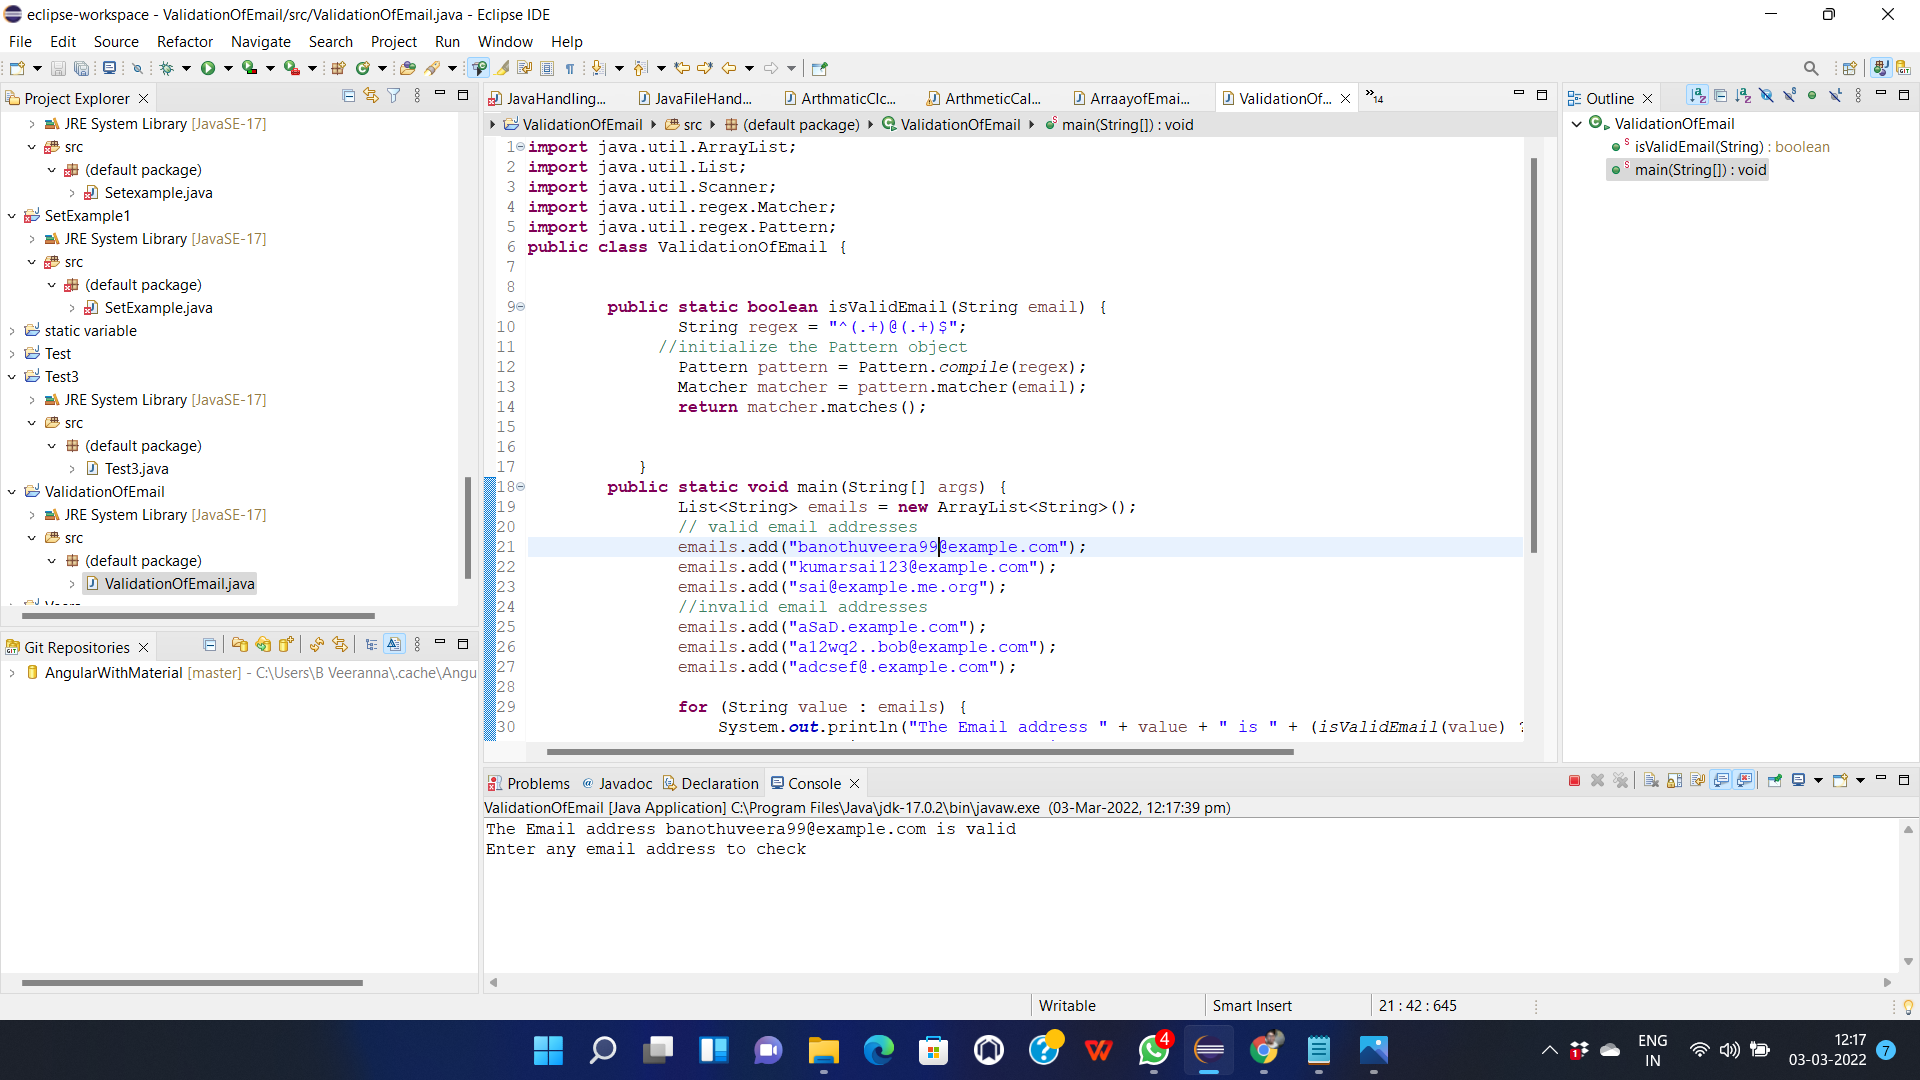 eclipse-workspace - ValidationOfEmail/src/ValidationOfEmail.java - Eclipse IDE
File Edit Source Refactor Navigate Search Project Run Window Help
Project Explorer
JRE System Library [JavaSE-17]
src
(default package)
Setexample.java
SetExample1
JRE System Library [JavaSE-17]
src
(default package)
SetExample.java
static variable
Test
Test3
JRE System Library [JavaSE-17]
src
(default package)
Test3.java
ValidationOfEmail
JRE System Library [JavaSE-17]
src
(default package)
ValidationOfEmail.java
Git Repositories
AngularWithMaterial [master] - C:\Users\B Veeranna\.cache\Angu
JavaHandling... JavaFileHand... ArthmaticClc... ArthmeticCal... ArraayofEmai... ValidationOf... »14
ValidationOfEmail src (default package) ValidationOfEmail main(String[]) : void
1 import java.util.ArrayList;
2 import java.util.List;
3 import java.util.Scanner;
4 import java.util.regex.Matcher;
5 import java.util.regex.Pattern;
6 public class ValidationOfEmail {
7
8
9 public static boolean isValidEmail(String email) {
10 String regex = "^(.+)@(.+)$";
11 //initialize the Pattern object
12 Pattern pattern = Pattern.compile(regex);
13 Matcher matcher = pattern.matcher(email);
14 return matcher.matches();
15
16
17 }
18 public static void main(String[] args) {
19 List<String> emails = new ArrayList<String>();
20 // valid email addresses
21 emails.add("banothuveera99@example.com");
22 emails.add("kumarsai123@example.com");
23 emails.add("sai@example.me.org");
24 //invalid email addresses
25 emails.add("aSaD.example.com");
26 emails.add("a12wq2..bob@example.com");
27 emails.add("adcsef@.example.com");
28
29 for (String value : emails) {
30 System.out.println("The Email address " + value + " is " + (isValidEmail(value) ?
Outline
ValidationOfEmail
isValidEmail(String) : boolean
main(String[]) : void
Problems @ Javadoc Declaration Console
ValidationOfEmail [Java Application] C:\Program Files\Java\jdk-17.0.2\bin\javaw.exe (03-Mar-2022, 12:17:39 pm)
The Email address banothuveera99@example.com is valid
Enter any email address to check
Writable Smart Insert 21 : 42 : 645
4
1
ENG
IN
12:17
03-03-2022
7